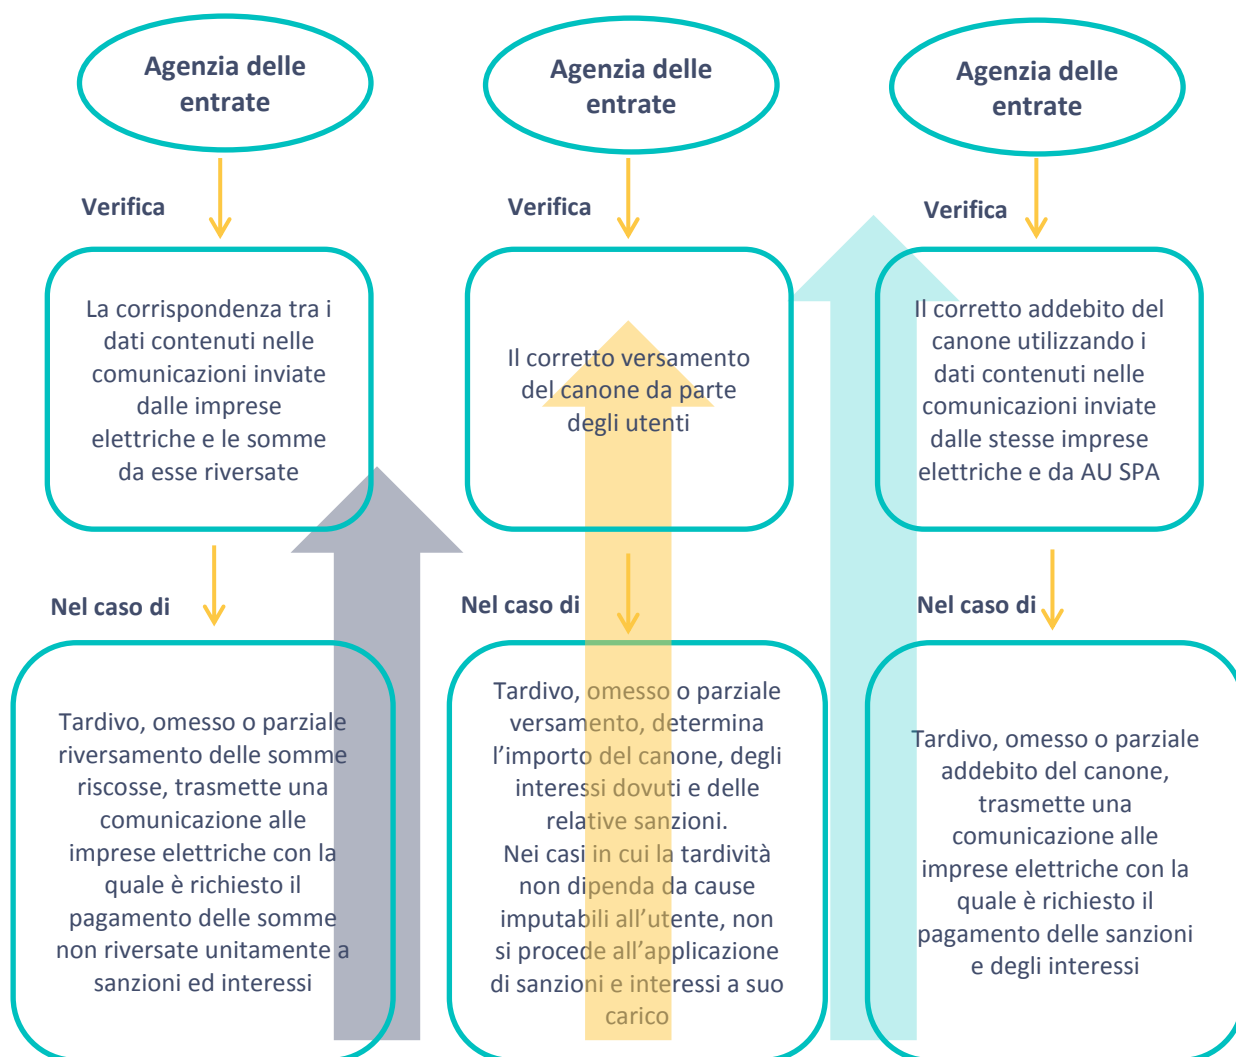 Agenzia delle
entrate
Verifica
La corrispondenza tra i
dati contenuti nelle
comunicazioni inviate
dalle imprese
elettriche e le somme
da esse riversate
Nel caso di
Tardivo, omesso o parziale
riversamento delle somme
riscosse, trasmette una
comunicazione alle
imprese elettriche con la
quale è richiesto il
pagamento delle somme
non riversate unitamente a
sanzioni ed interessi
Agenzia delle
entrate
Verifica
Il corretto versamento
del canone da parte
degli utenti
Nel caso di
Tardivo, omesso o parziale
versamento, determina
l’importo del canone, degli
interessi dovuti e delle
relative sanzioni.
Nei casi in cui la tardività
non dipenda da cause
imputabili all’utente, non
si procede all’applicazione
di sanzioni e interessi a suo
carico
Agenzia delle
entrate
Verifica
Il corretto addebito del
canone utilizzando i
dati contenuti nelle
comunicazioni inviate
dalle stesse imprese
elettriche e da AU SPA
Nel caso di
Tardivo, omesso o parziale
addebito del canone,
trasmette una
comunicazione alle
imprese elettriche con la
quale è richiesto il
pagamento delle sanzioni
e degli interessi